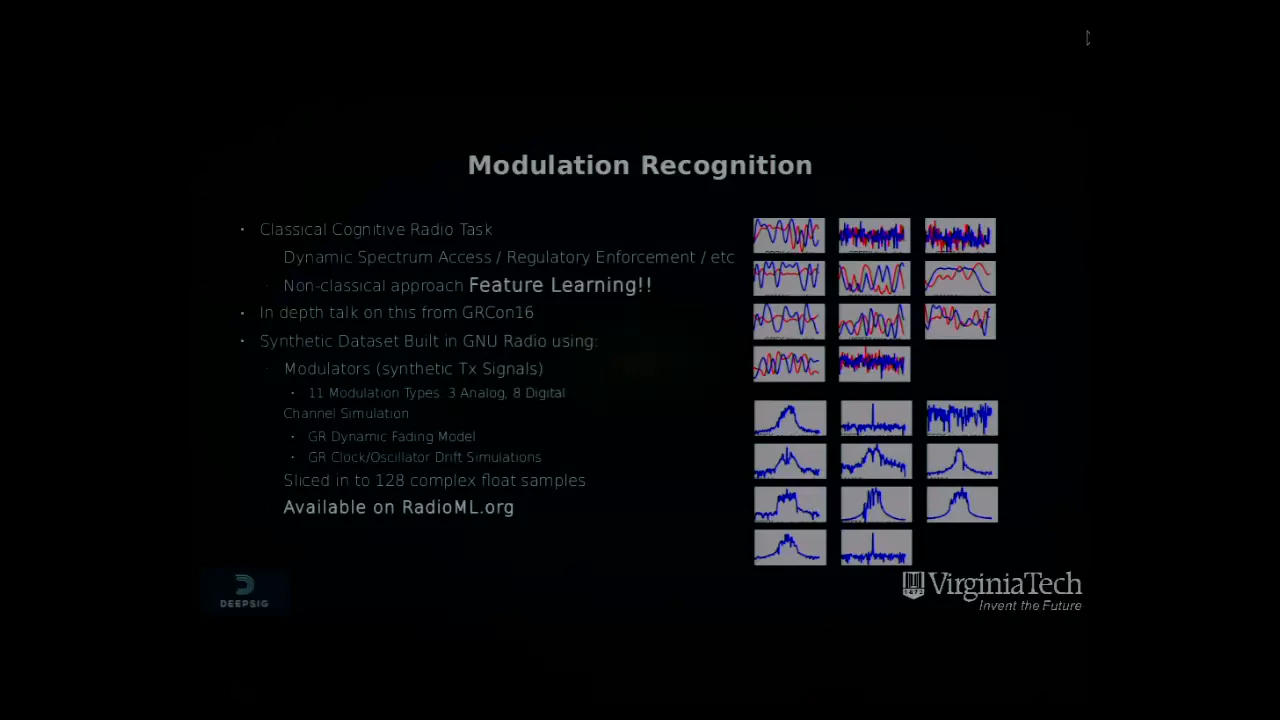 Modulation Recognition
Classical Cognitive Radio Task
Dynamic Spectrum Access / Regulatory Enforcement / etc
Non-classical approach Feature Learning!!
In depth talk on this from GRCon16
Synthetic Dataset Built in GNU Radio using:
Modulators (synthetic Tx Signals)
11 Modulation Types 3 Analog, 8 Digital
Channel Simulation
GR Dynamic Fading Model
GR Clock/Oscillator Drift Simulations
Sliced in to 128 complex float samples
Available on RadioML.org
DEEPSIG
1872
VirginiaTech
Invent the Future